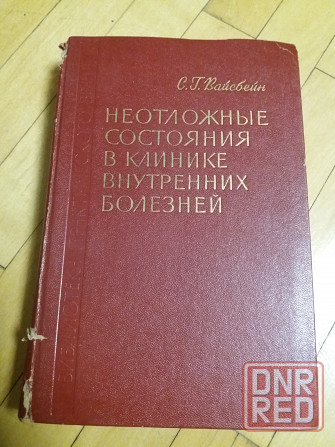 С.Г. Вайсбейн
НЕОТЛОЖНЫЕ
СОСТОЯНИЯ
В КЛИНИКЕ
ВНУТРЕННИХ
БОЛЕЗНЕЙ
DNR
RED